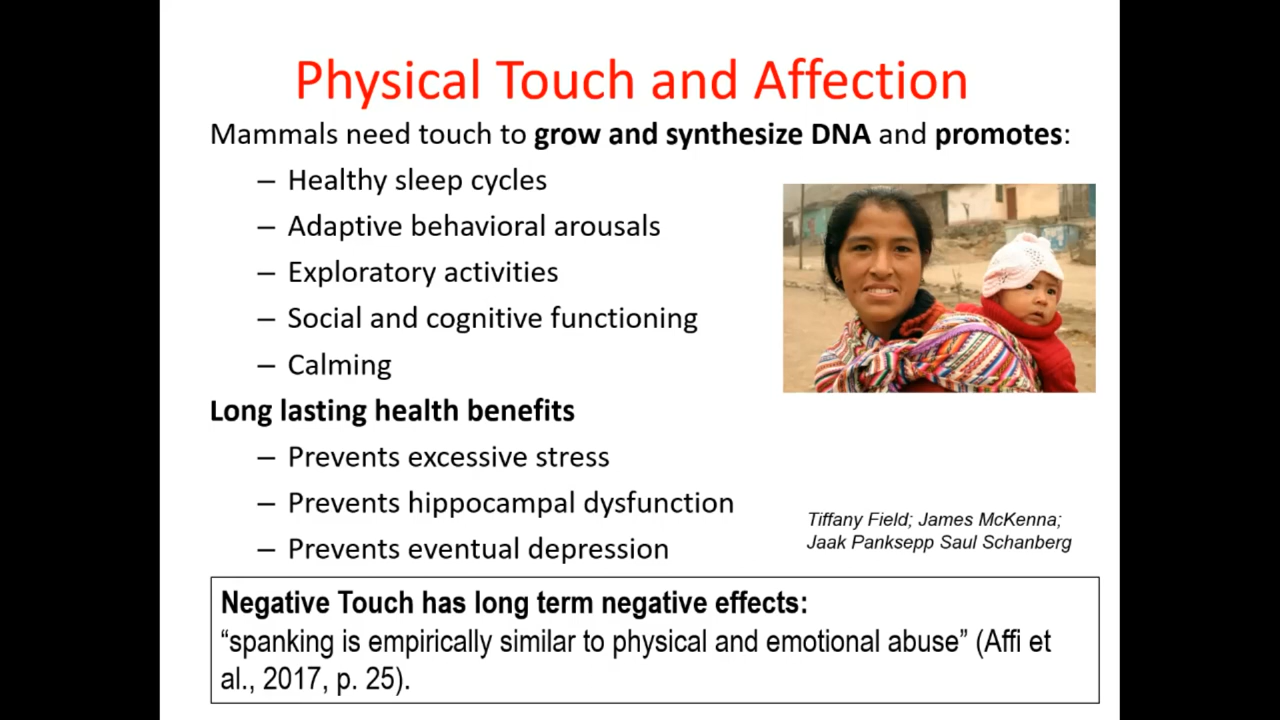 Physical Touch and Affection
Mammals need touch to grow and synthesize DNA and promotes:
– Healthy sleep cycles
– Adaptive behavioral arousals
– Exploratory activities
– Social and cognitive functioning
– Calming
Long lasting health benefits
– Prevents excessive stress
– Prevents hippocampal dysfunction
– Prevents eventual depression
Tiffany Field; James McKenna;
Jaak Panksepp Saul Schanberg
Negative Touch has long term negative effects:
“spanking is empirically similar to physical and emotional abuse” (Affi et
al., 2017, p. 25).